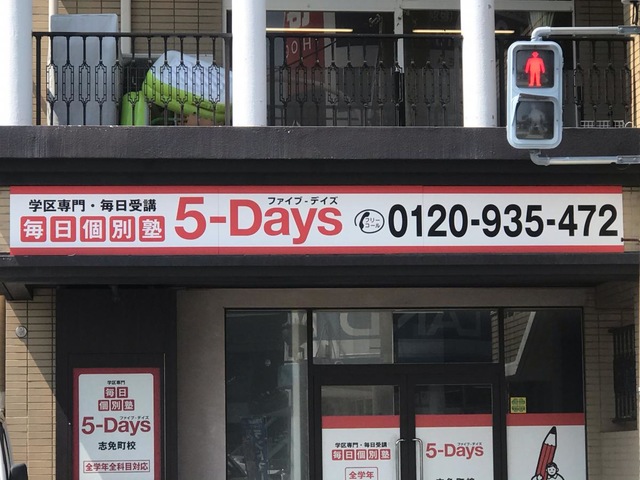 学区専門・毎日受講
毎日個別塾
ファイブ-デイズ
5-Days
フリーコール
0120-935-472
学区専門
毎日
個別塾
ファイブ-デイズ
5-Days
志免町校
全学年全科目対応
学区専門・毎日受講
毎日個別塾
5-Days
全学年
ファイブ-デイズ
5-Days